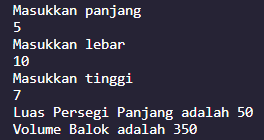 Masukkan panjang
5
Masukkan lebar
10
Masukkan tinggi
7
Luas Persegi Panjang adalah 50
Volume Balok adalah 350